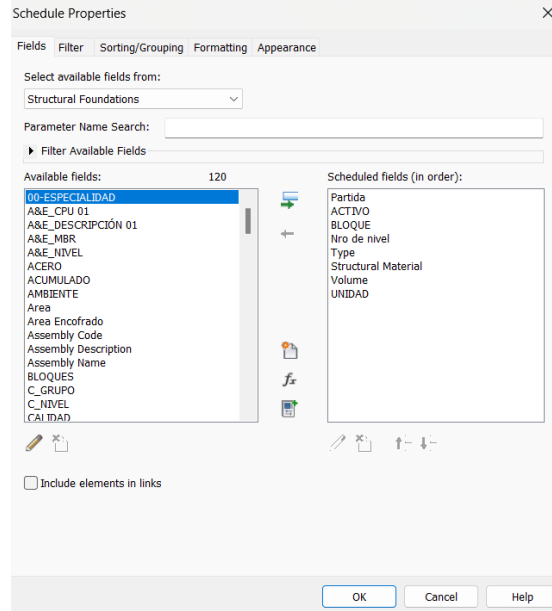 Schedule Properties
Fields Filter Sorting/Grouping Formatting Appearance
Select available fields from:
Structural Foundations
Parameter Name Search:
Filter Available Fields
Available fields: 120
00-ESPECIALIDAD
A&E_CPU 01
A&E_DESCRIPCIÓN 01
A&E_MBR
A&E_NIVEL
ACERO
ACUMULADO
AMBIENTE
Area
Area Encofrado
Assembly Code
Assembly Description
Assembly Name
BLOQUES
C_GRUPO
C_NIVEL
CALIDAD
fx
Scheduled fields (in order):
Partida
ACTIVO
BLOQUE
Nro de nivel
Type
Structural Material
Volume
UNIDAD
Include elements in links
OK Cancel Help